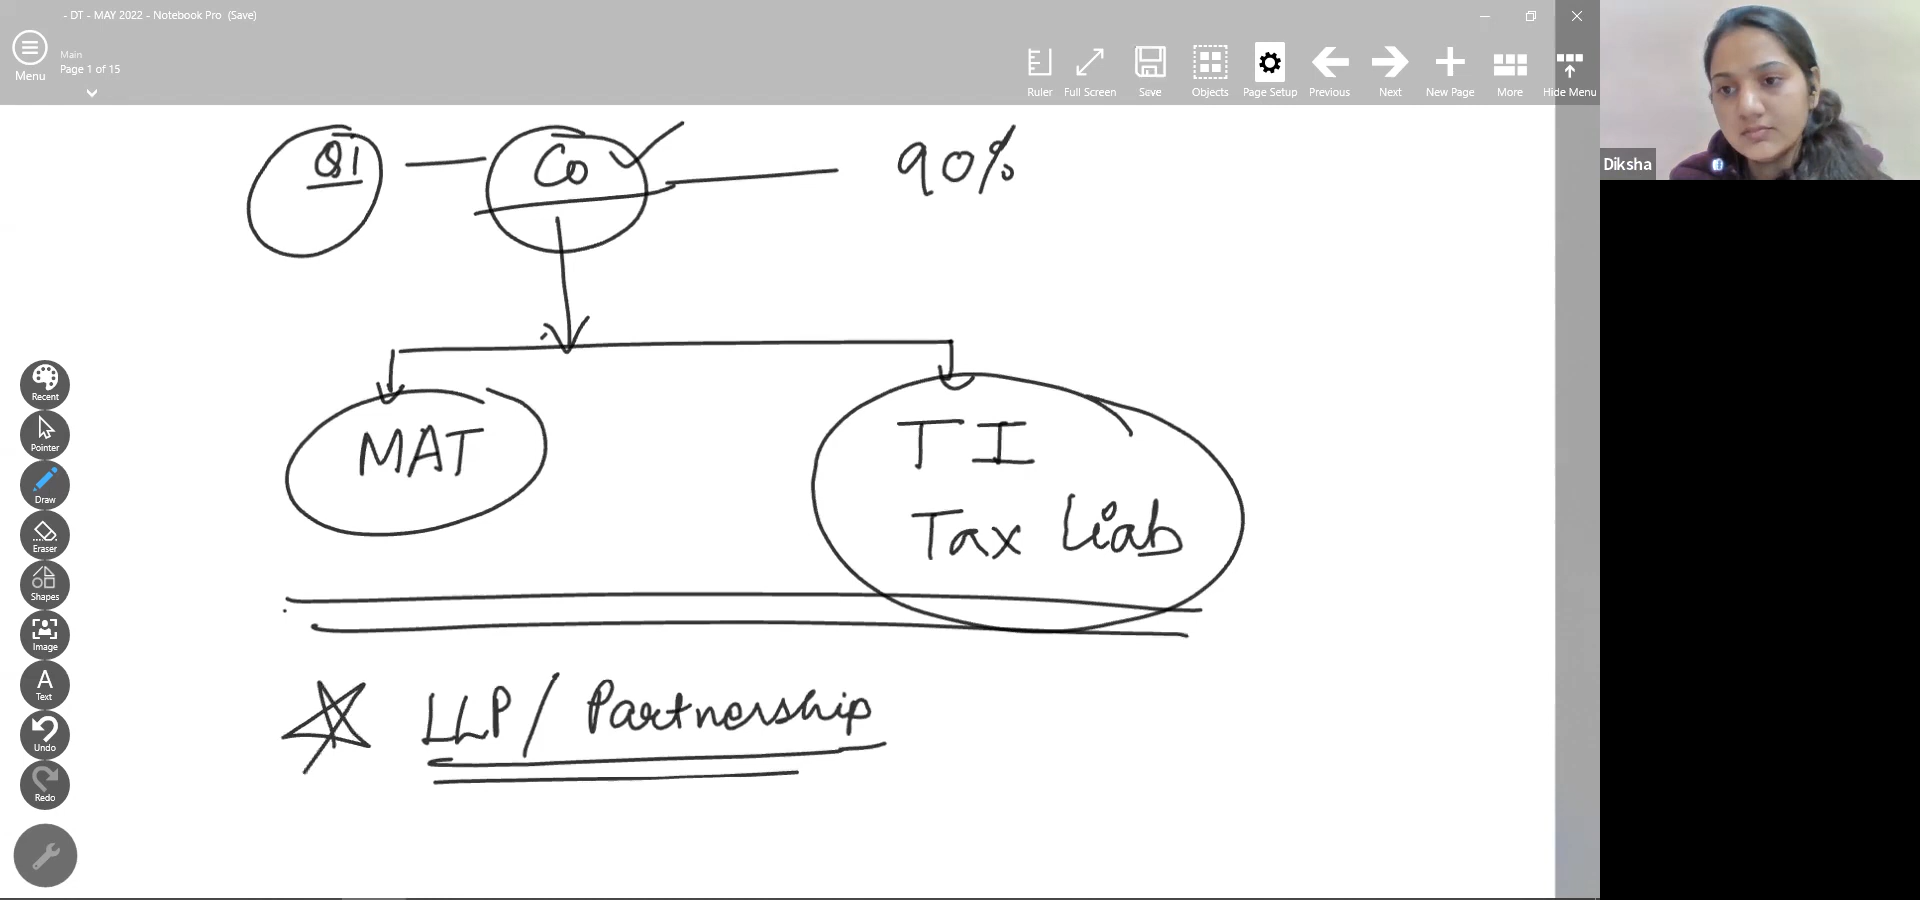 - DT - MAY 2022 - Notebook Pro (Save)
Menu
Main
Page 1 of 15
Ruler
Full Screen
Save
Objects
Page Setup
Previous
Next
New Page
More
Hide Menu
Diksha
Q1 — Co — 90%
MAT
TI
Tax Liab
LLP / Partnership
Recent
Pointer
Draw
Eraser
Shapes
Image
A
Text
Undo
Redo